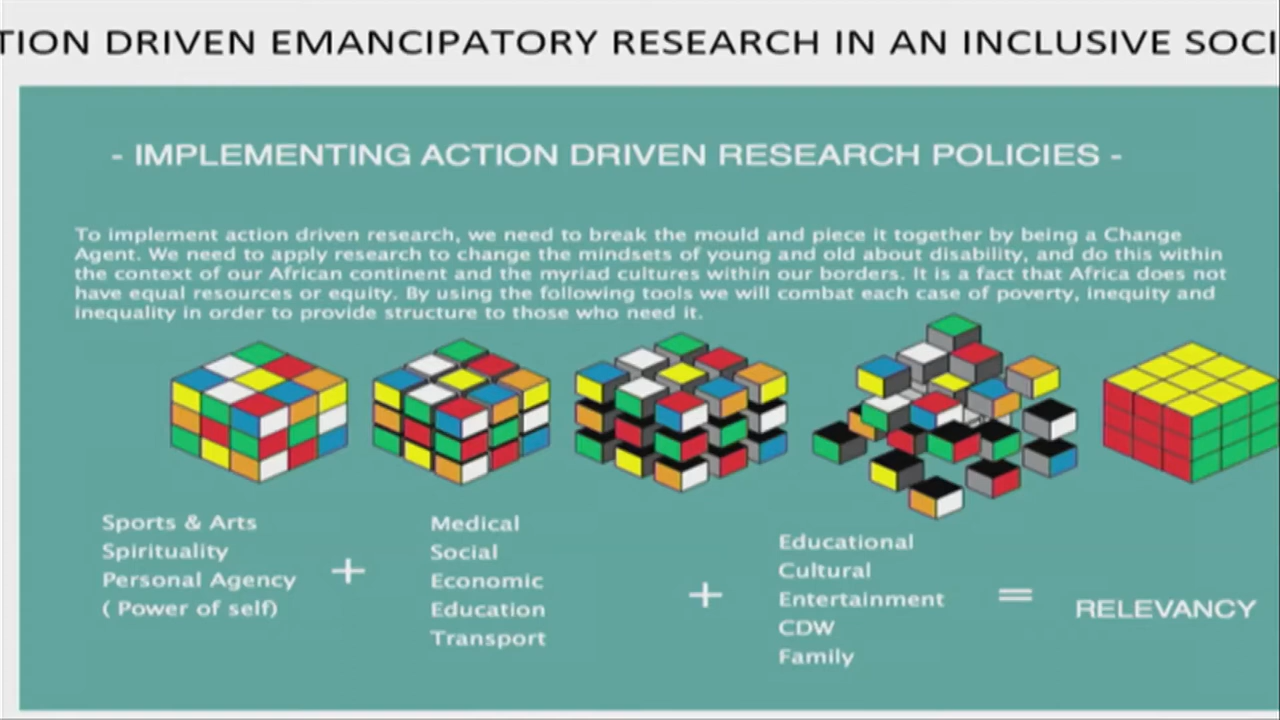 TION DRIVEN EMANCIPATORY RESEARCH IN AN INCLUSIVE SOCI
- IMPLEMENTING ACTION DRIVEN RESEARCH POLICIES -
To implement action driven research, we need to break the mould and piece it together by being a Change
Agent. We need to apply research to change the mindsets of young and old about disability, and do this within
the context of our African continent and the myriad cultures within our borders. It is a fact that Africa does not
have equal resources or equity. By using the following tools we will combat each case of poverty, inequity and
inequality in order to provide structure to those who need it.
Sports & Arts
Spirituality
Personal Agency
( Power of self)
+
Medical
Social
Economic
Education
Transport
+
Educational
Cultural
Entertainment
CDW
Family
=
RELEVANCY